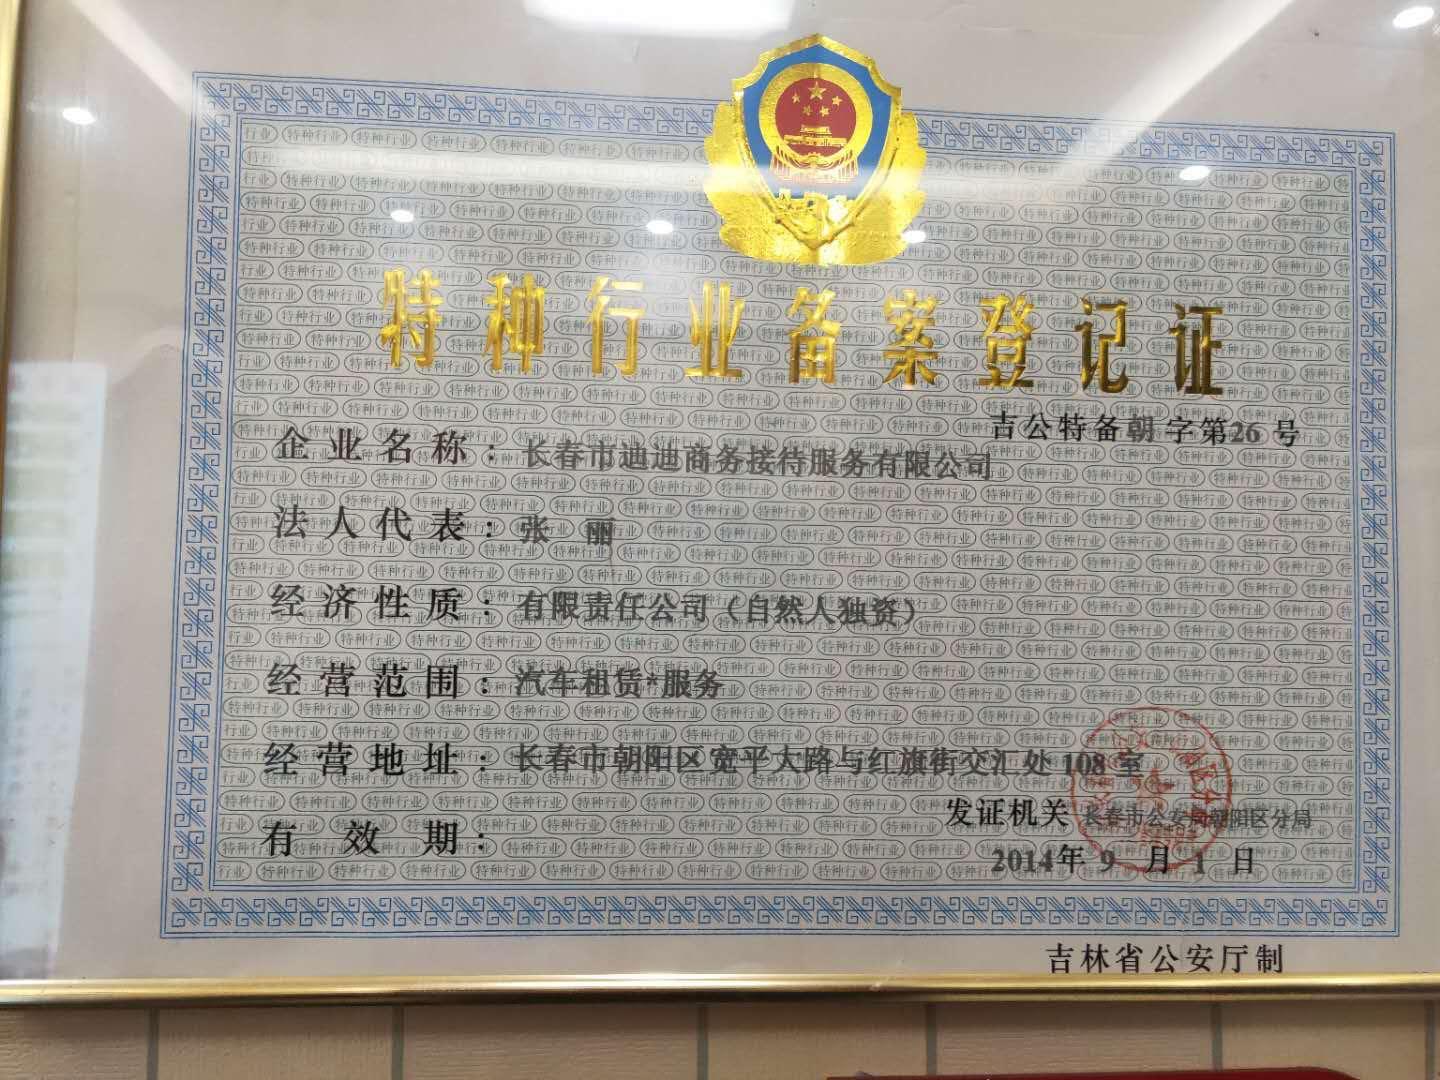 特种行业备案登记证
吉公特备朝字第26号
企业名称：长春市迪迪商务接待服务有限公司
法人代表：张 丽
经济性质：有限责任公司（自然人独资）
经营范围：汽车租赁*服务
经营地址：长春市朝阳区宽平大路与红旗街交汇处 108 室
有效期：
发证机关 长春市公安局朝阳区分局
2014年 9 月 1 日
吉林省公安厅制